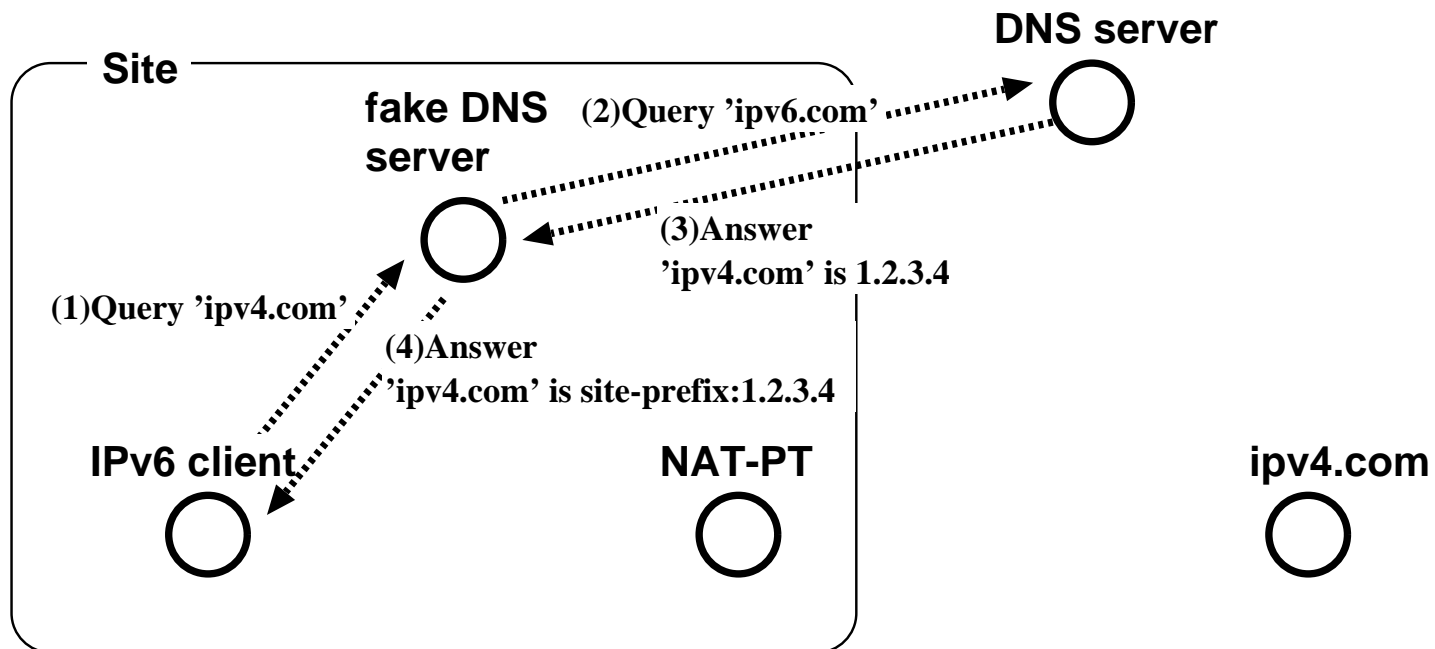 DNS server
Site
fake DNS
server
(2)Query ’ipv6.com’
(3)Answer
’ipv4.com’ is 1.2.3.4
(1)Query ’ipv4.com’
(4)Answer
’ipv4.com’ is site-prefix:1.2.3.4
IPv6 client
NAT-PT
ipv4.com